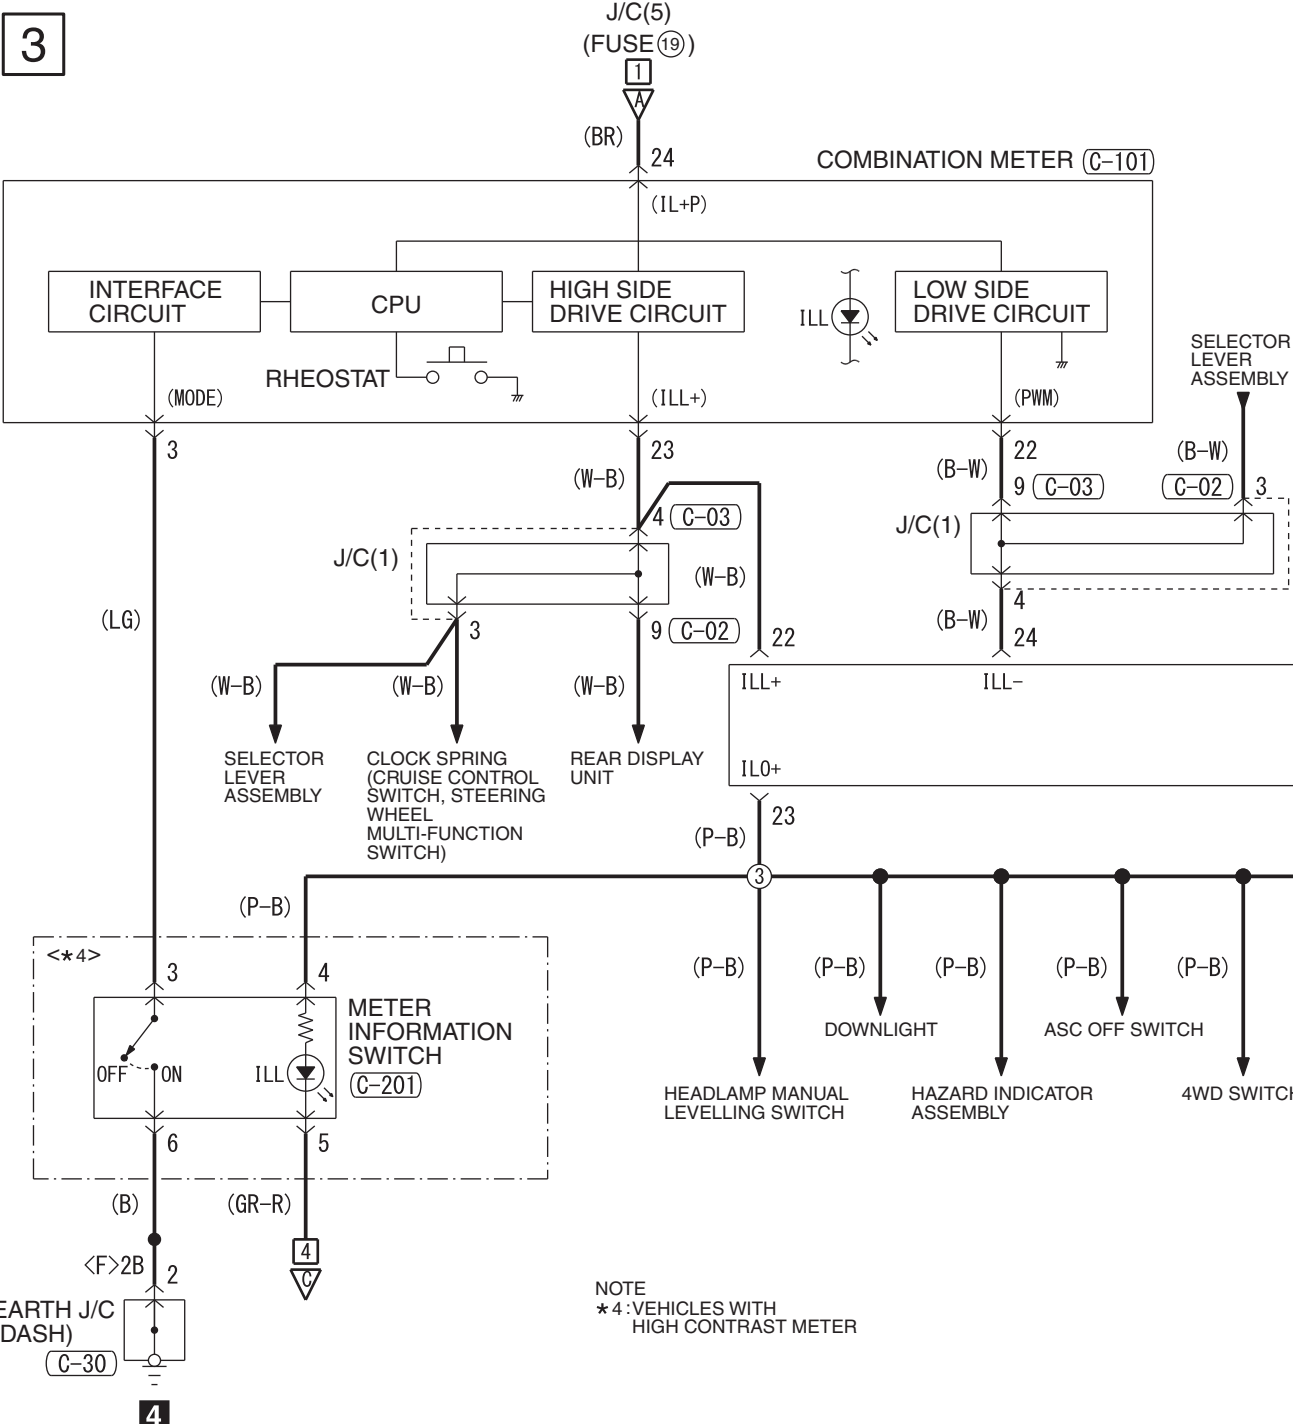 3
J/C(5)
(FUSE⑲)
1
A
(BR)
24
COMBINATION METER (C-101)
(IL+P)
INTERFACE
CIRCUIT
CPU
HIGH SIDE
DRIVE CIRCUIT
ILL
LOW SIDE
DRIVE CIRCUIT
SELECTOR
LEVER
ASSEMBLY
RHEOSTAT
(MODE)
(ILL+)
(PWM)
3
23
22
(W-B)
(B-W)
(B-W)
4 C-03
9 C-03
C-02 3
J/C(1)
J/C(1)
(W-B)
(LG)
3
9 C-02
22
4
(B-W)
24
(W-B)
(W-B)
(W-B)
ILL+
ILL-
SELECTOR
LEVER
ASSEMBLY
CLOCK SPRING
(CRUISE CONTROL
SWITCH, STEERING
WHEEL
MULTI-FUNCTION
SWITCH)
REAR DISPLAY
UNIT
ILO+
23
(P-B)
3
(P-B)
<*4>
3
4
(P-B)
(P-B)
(P-B)
(P-B)
(P-B)
METER
INFORMATION
SWITCH
C-201
OFF
ON
ILL
DOWNLIGHT
ASC OFF SWITCH
HEADLAMP MANUAL
LEVELLING SWITCH
HAZARD INDICATOR
ASSEMBLY
4WD SWITCH
6
5
(B)
(GR-R)
4
C
<F>2B
2
EARTH J/C
DASH)
C-30
4
NOTE
*4:VEHICLES WITH
HIGH CONTRAST METER